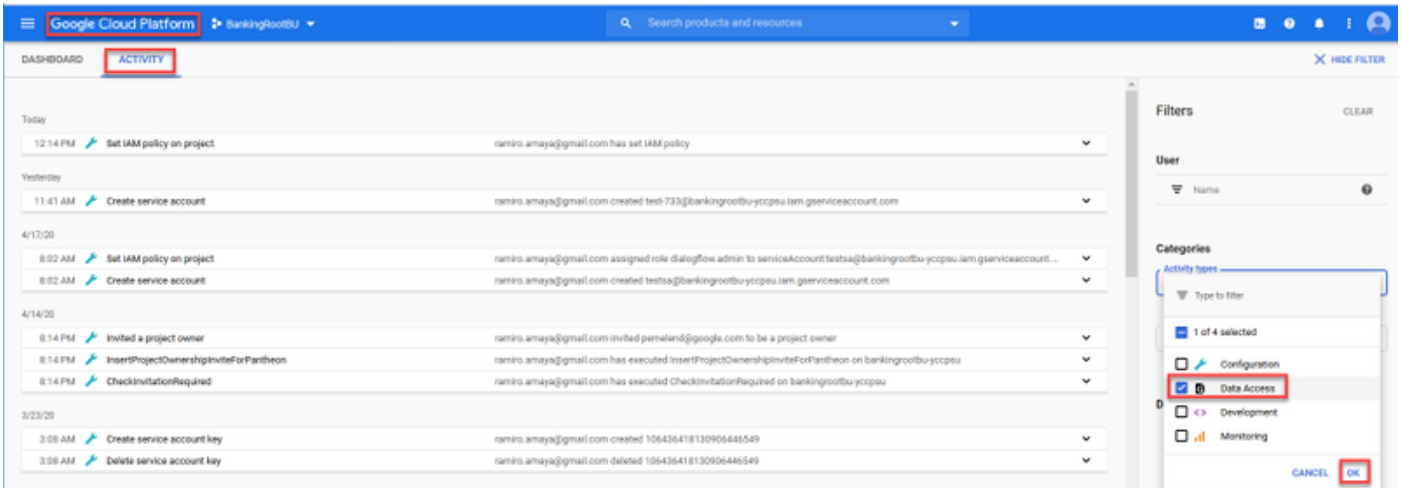 Google Cloud Platform BankingRootBU Search products and resources
DASHBOARD ACTIVITY HIDE FILTER
Filters CLEAR
Today
12:14 PM Set IAM policy on project ramiro.amaya@gmail.com has set IAM policy
User
Yesterday
Name
11:41 AM Create service account ramiro.amaya@gmail.com created test-733@bankingrootbu-yccpsu.iam.gserviceaccount.com
4/17/20
Categories
8:02 AM Set IAM policy on project ramiro.amaya@gmail.com assigned role dialogflow.admin to serviceAccount:testsa@bankingrootbu-yccpsu.iam.gserviceaccount...
Activity types
8:02 AM Create service account ramiro.amaya@gmail.com created testsa@bankingrootbu-yccpsu.iam.gserviceaccount.com
Type to filter
4/14/20
1 of 4 selected
8:14 PM Invited a project owner ramiro.amaya@gmail.com invited pemelend@google.com to be a project owner
8:14 PM InsertProjectOwnershipInviteForPantheon ramiro.amaya@gmail.com has executed InsertProjectOwnershipInviteForPantheon on bankingrootbu-yccpsu
Configuration
8:14 PM CheckInvitationRequired ramiro.amaya@gmail.com has executed CheckInvitationRequired on bankingrootbu-yccpsu
Data Access
D
3/23/20
Development
3:08 AM Create service account key ramiro.amaya@gmail.com created 106436418130906446549
Monitoring
3:08 AM Delete service account key ramiro.amaya@gmail.com deleted 106436418130906446549
CANCEL OK